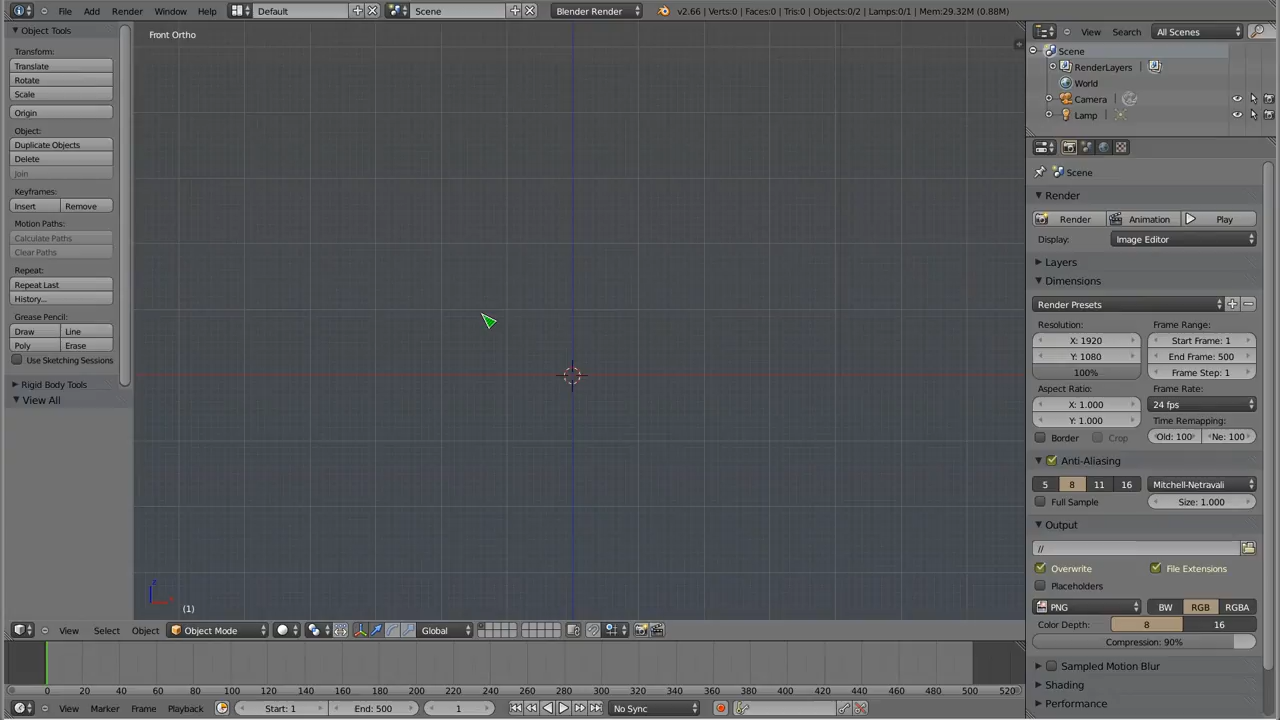 File Add Render Window Help Default Scene Blender Render v2.66 | Verts:0 | Faces:0 | Tris:0 | Objects:0/2 | Lamps:0/1 | Mem:29.32M (0.88M)
Object Tools
Transform:
Translate
Rotate
Scale
Origin
Object:
Duplicate Objects
Delete
Join
Keyframes:
Insert Remove
Motion Paths:
Calculate Paths
Clear Paths
Repeat:
Repeat Last
History...
Grease Pencil:
Draw Line
Poly Erase
Use Sketching Sessions
Rigid Body Tools
View All
Front Ortho
z
(1)
View Select Object Object Mode Global
View Search All Scenes
Scene
RenderLayers
World
Camera
Lamp
Scene
Render
Render Animation Play
Display: Image Editor
Layers
Dimensions
Render Presets
Resolution: Frame Range:
X: 1920 Start Frame: 1
Y: 1080 End Frame: 500
100% Frame Step: 1
Aspect Ratio: Frame Rate:
X: 1.000 24 fps
Y: 1.000 Time Remapping:
Border Crop Old: 100 Ne: 100
Anti-Aliasing
5 8 11 16 Mitchell-Netravali
Full Sample Size: 1.000
Output
//
Overwrite File Extensions
Placeholders
PNG BW RGB RGBA
Color Depth: 8 16
Compression: 90%
Sampled Motion Blur
Shading
Performance
0 20 40 60 80 100 120 140 160 180 200 220 240 260 280 300 320 340 360 380 400 420 440 460 480 500 520
View Marker Frame Playback Start: 1 End: 500 1 No Sync